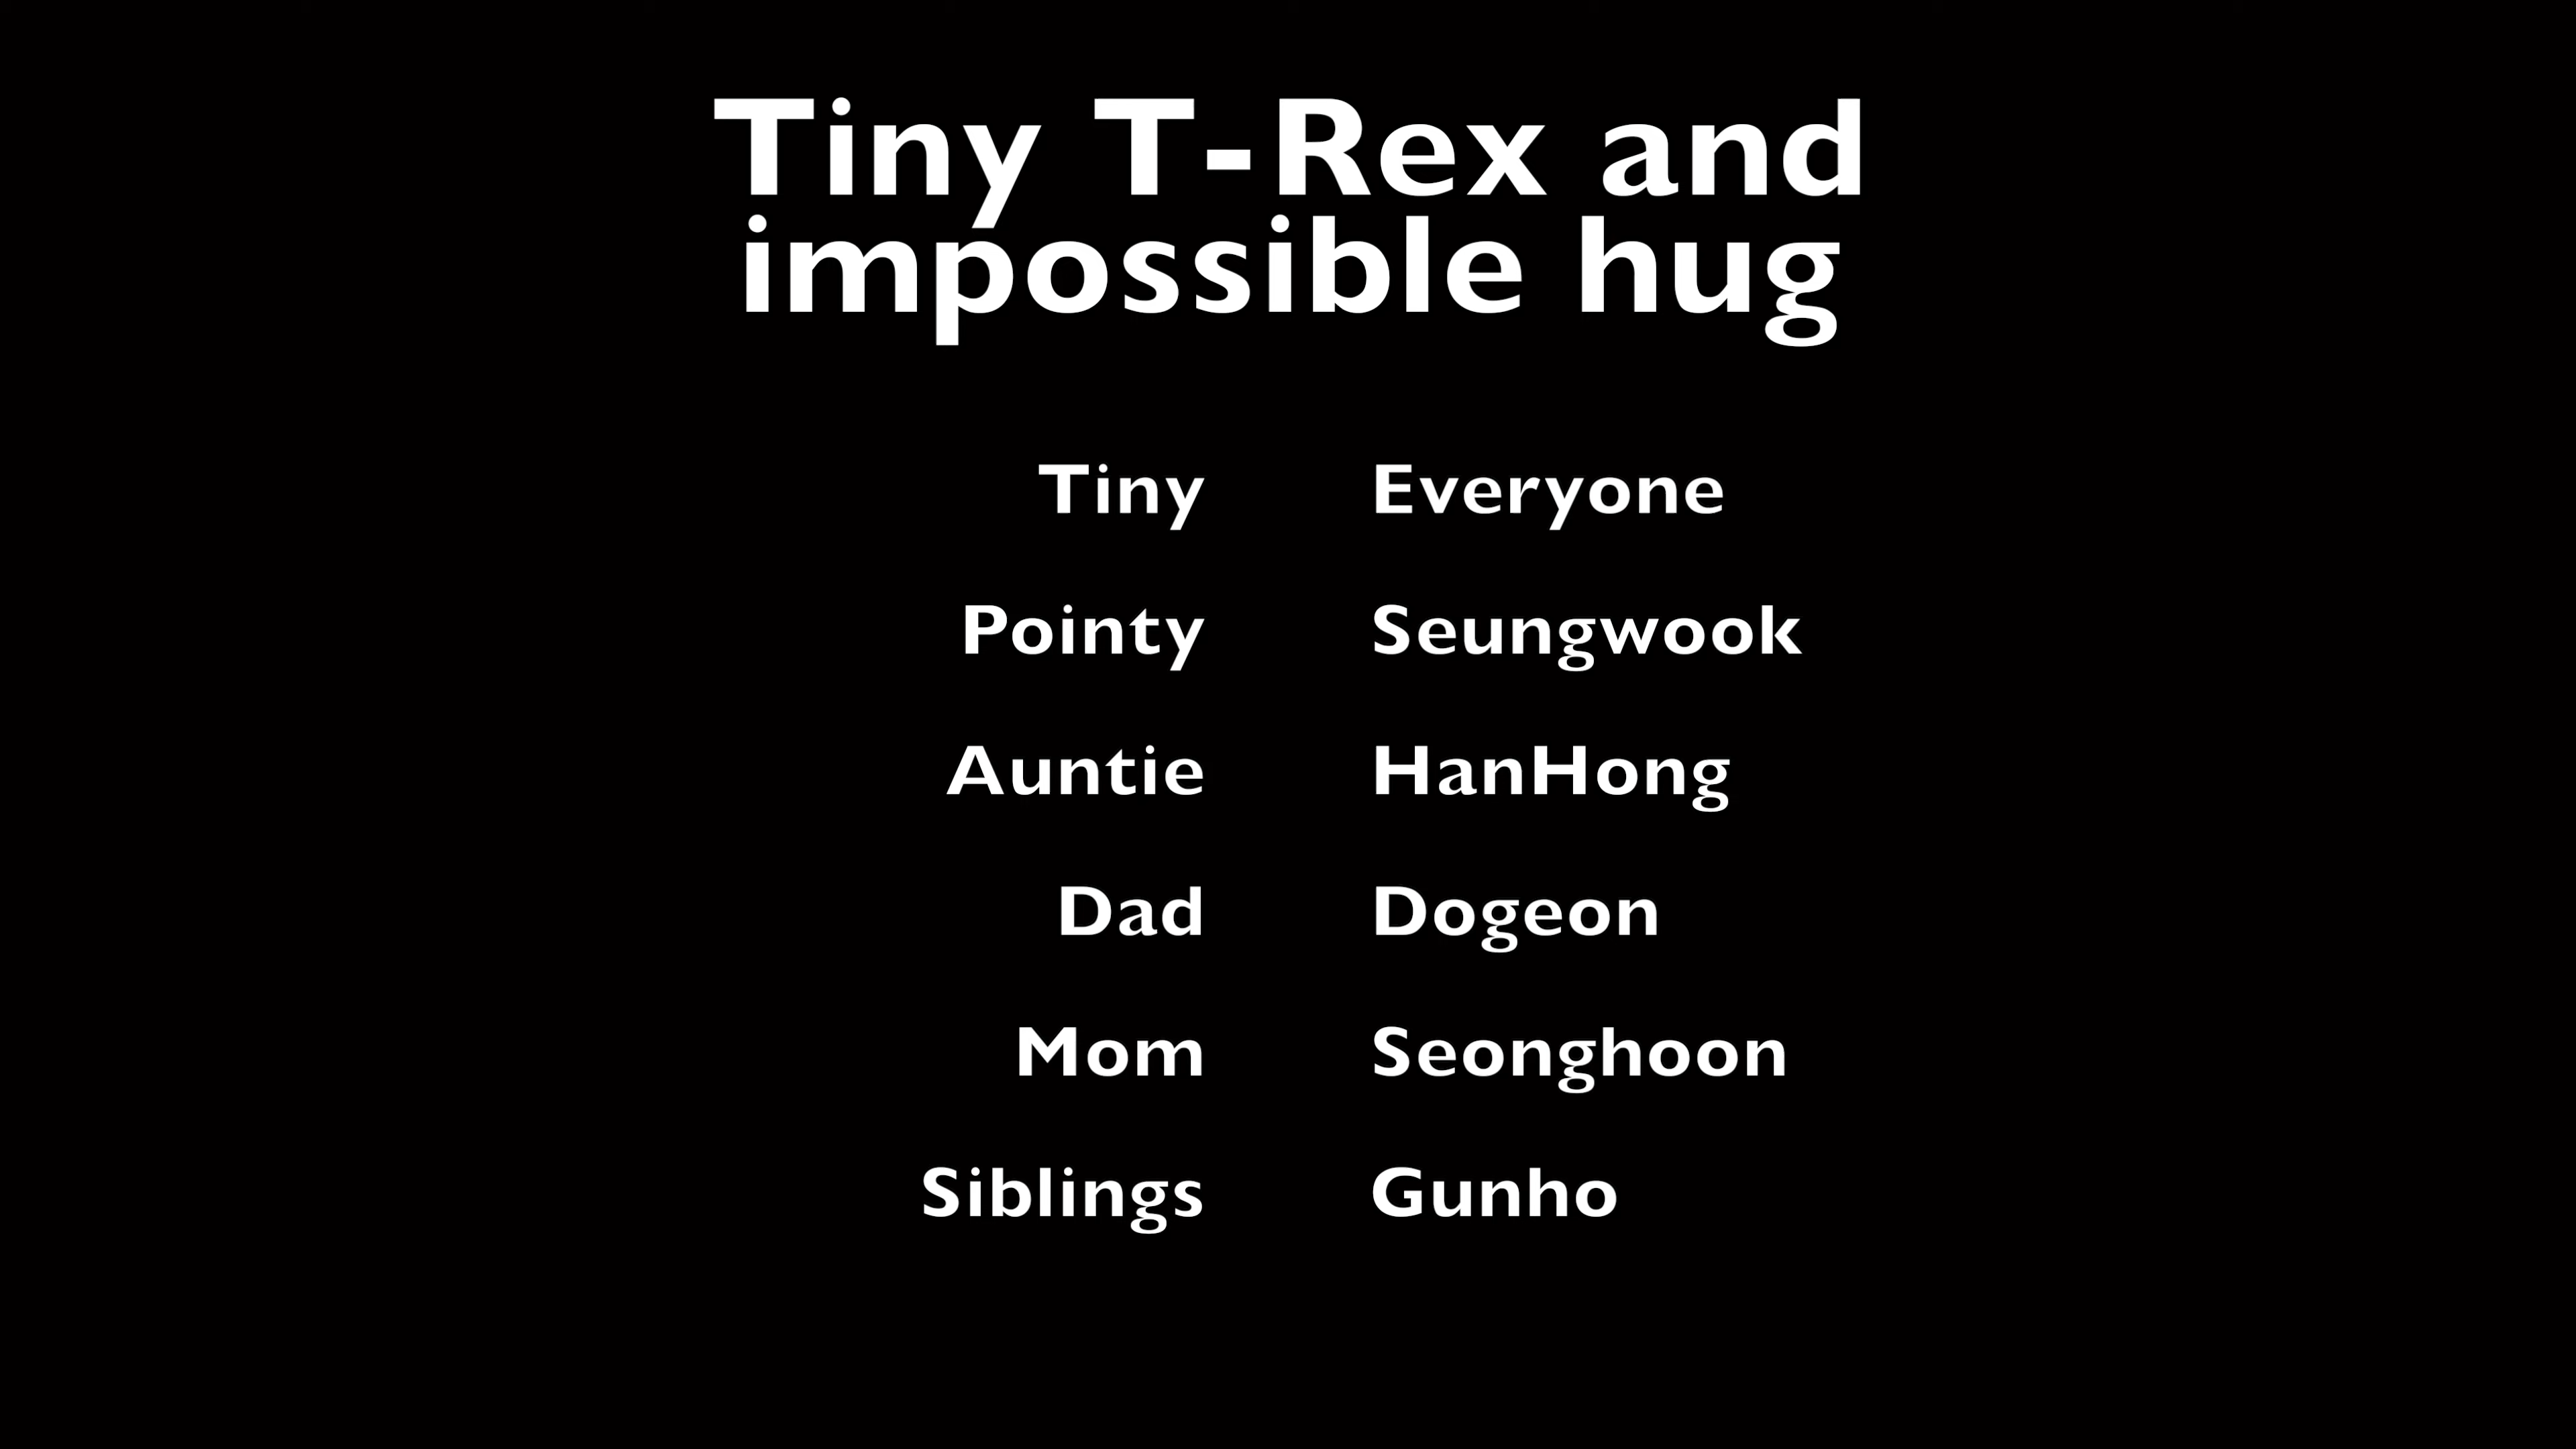 Tiny T-Rex and
impossible hug
Tiny Everyone
Pointy Seungwook
Auntie HanHong
Dad Dogeon
Mom Seonghoon
Siblings Gunho